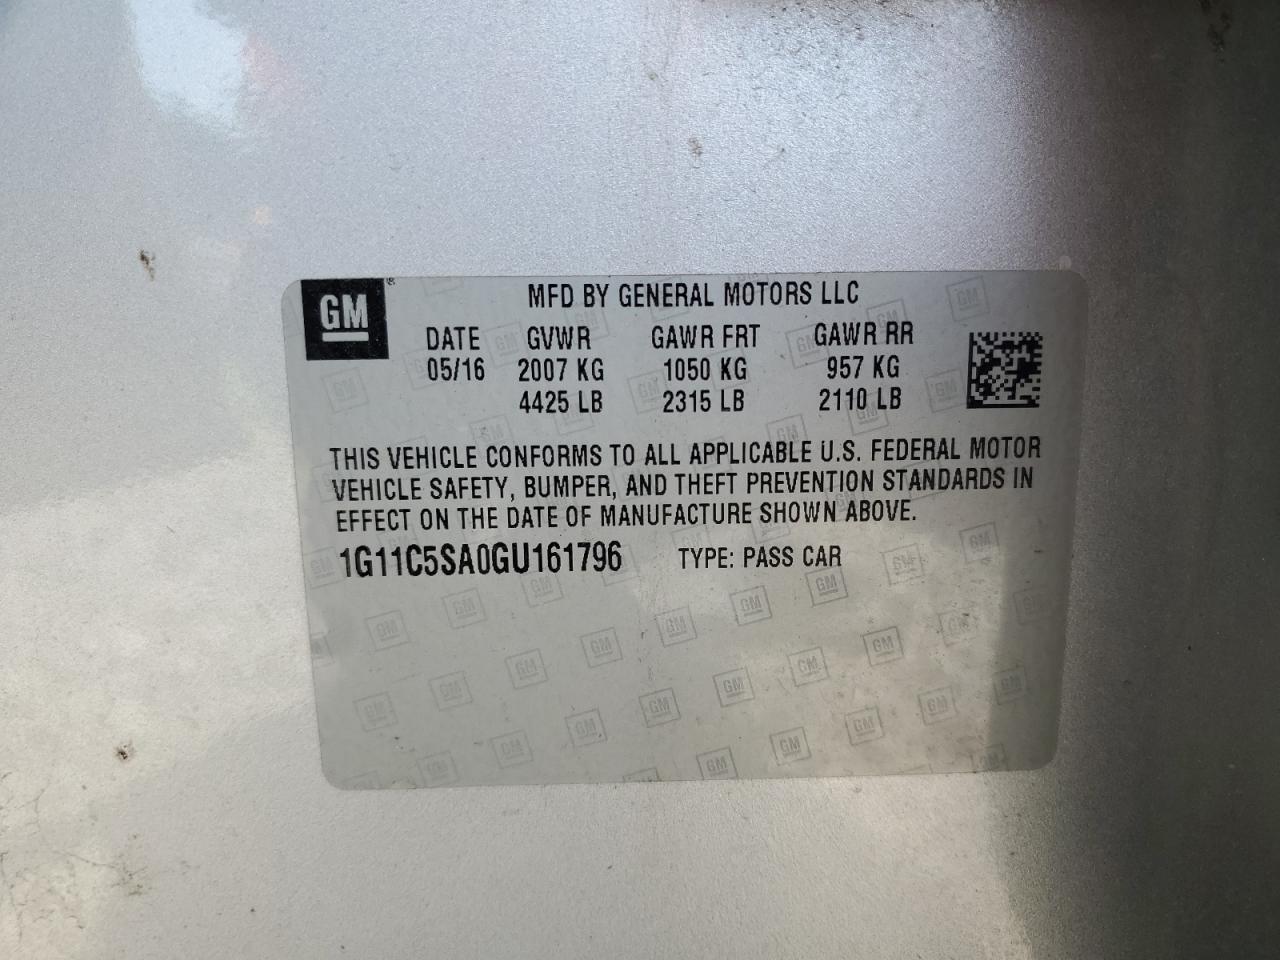 GM
MFD BY GENERAL MOTORS LLC
DATE GVWR GAWR FRT GAWR RR
05/16 2007 KG 1050 KG 957 KG
4425 LB 2315 LB 2110 LB
THIS VEHICLE CONFORMS TO ALL APPLICABLE U.S. FEDERAL MOTOR
VEHICLE SAFETY, BUMPER, AND THEFT PREVENTION STANDARDS IN
EFFECT ON THE DATE OF MANUFACTURE SHOWN ABOVE.
1G11C5SA0GU161796 TYPE: PASS CAR